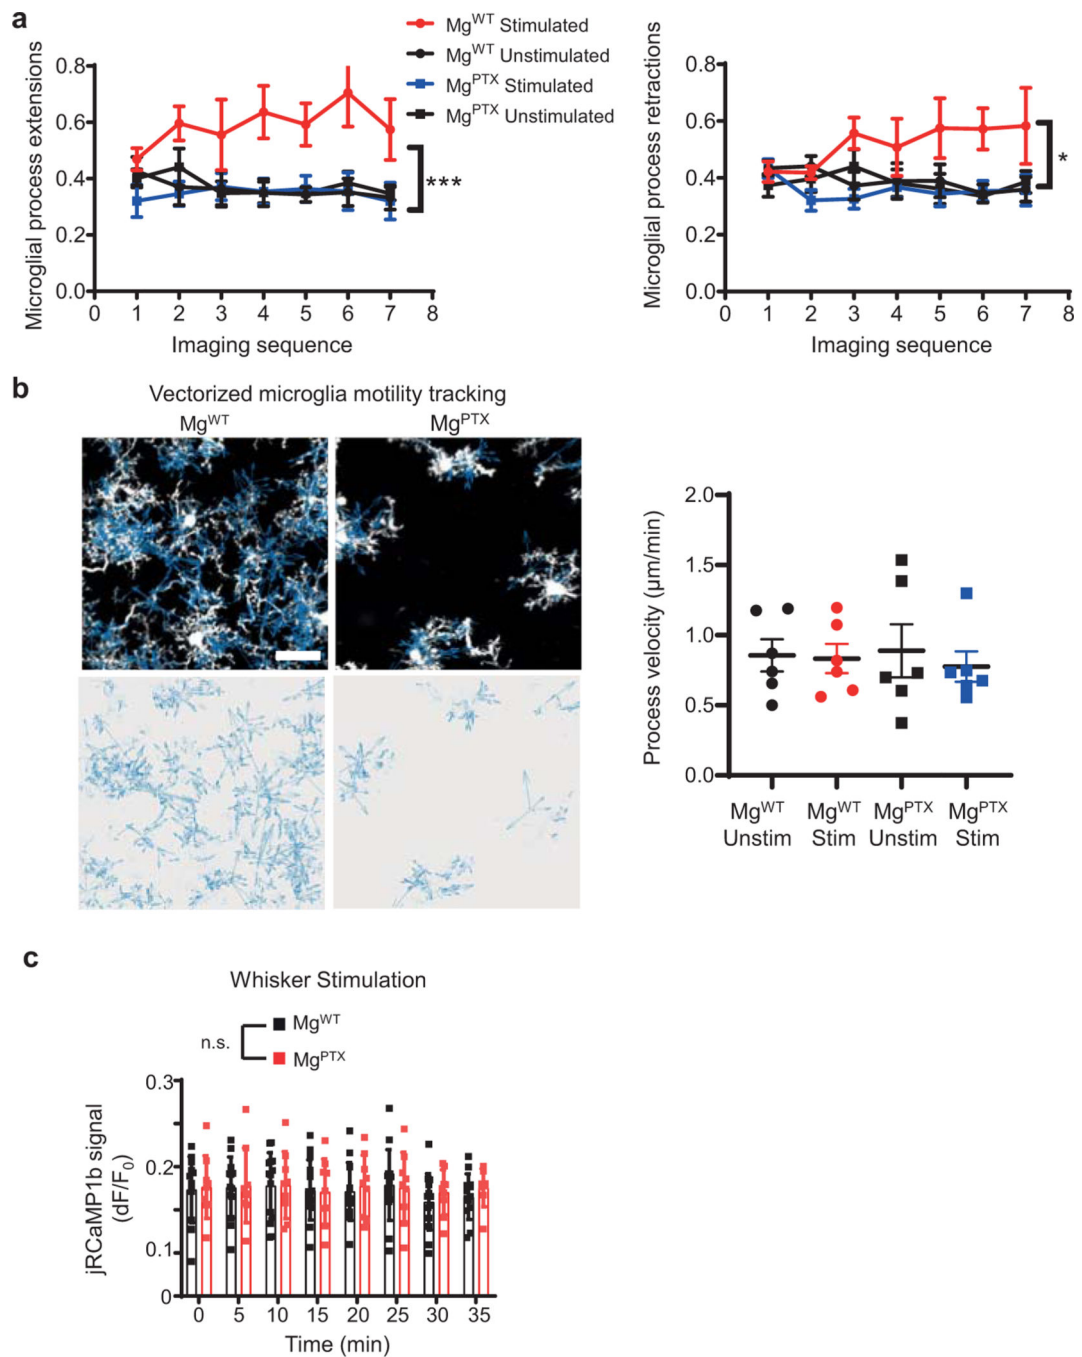 a
Mg^WT Stimulated
Mg^WT Unstimulated
Mg^PTX Stimulated
Mg^PTX Unstimulated
Microglial process extensions
0.8
0.6
0.4
0.2
0.0
0 1 2 3 4 5 6 7 8
Imaging sequence
***
Microglial process retractions
0.8
0.6
0.4
0.2
0.0
0 1 2 3 4 5 6 7 8
Imaging sequence
*
b
Vectorized microglia motility tracking
Mg^WT Mg^PTX
Process velocity (µm/min)
2.0
1.5
1.0
0.5
0.0
Mg^WT Mg^WT Mg^PTX Mg^PTX
Unstim Stim Unstim Stim
c
Whisker Stimulation
n.s.
Mg^WT
Mg^PTX
jRCaMP1b signal
(dF/F₀)
0.3
0.2
0.1
0
0 5 10 15 20 25 30 35
Time (min)